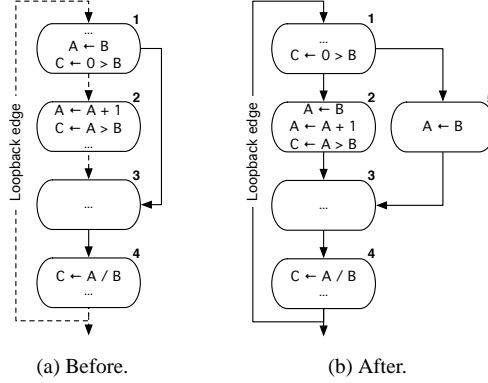 1
...
A ← B
C ← 0 > B
2
A ← A + 1
C ← A > B
...
3
...
4
C ← A / B
...
Loopback edge
(a) Before.
1
...
C ← 0 > B
2
A ← B
A ← A + 1
C ← A > B
A ← B
3
...
4
C ← A / B
...
Loopback edge
(b) After.